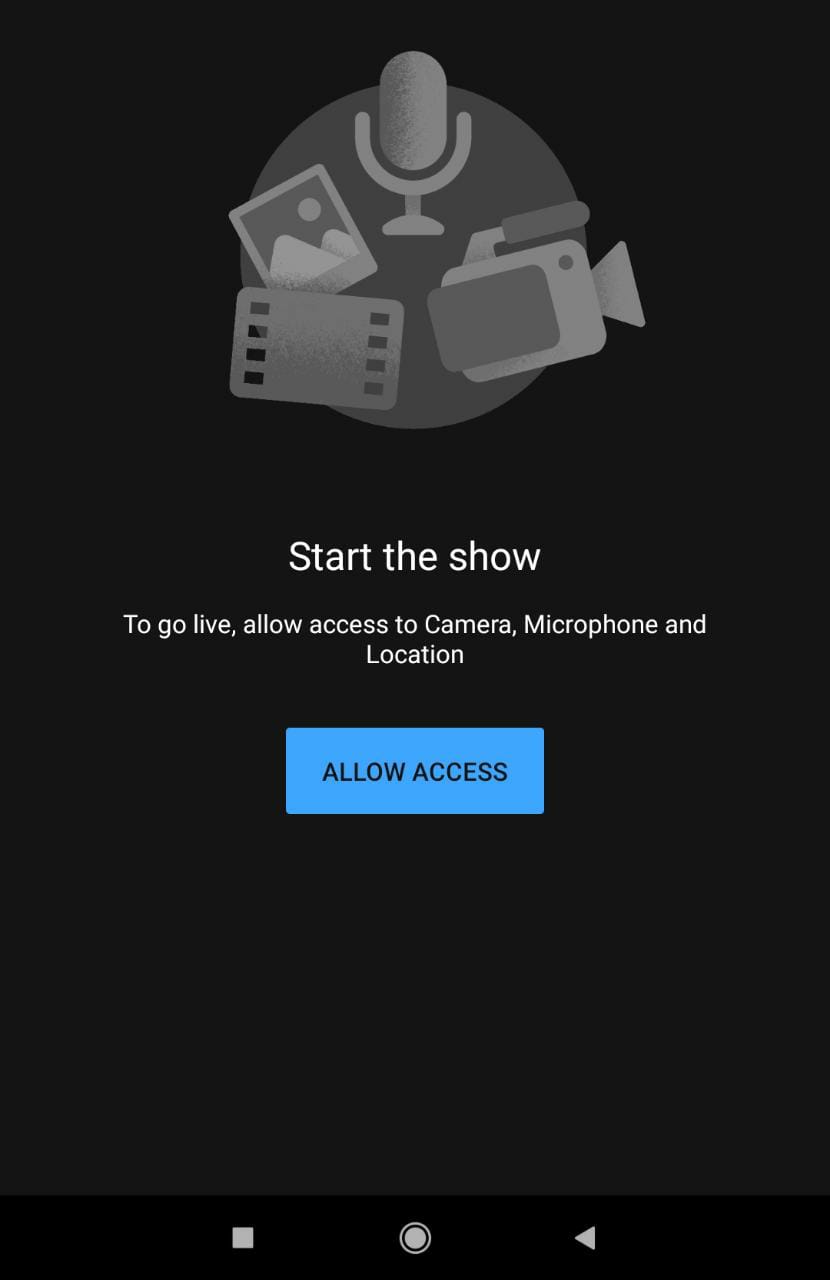 Start the show
To go live, allow access to Camera, Microphone and
Location
ALLOW ACCESS